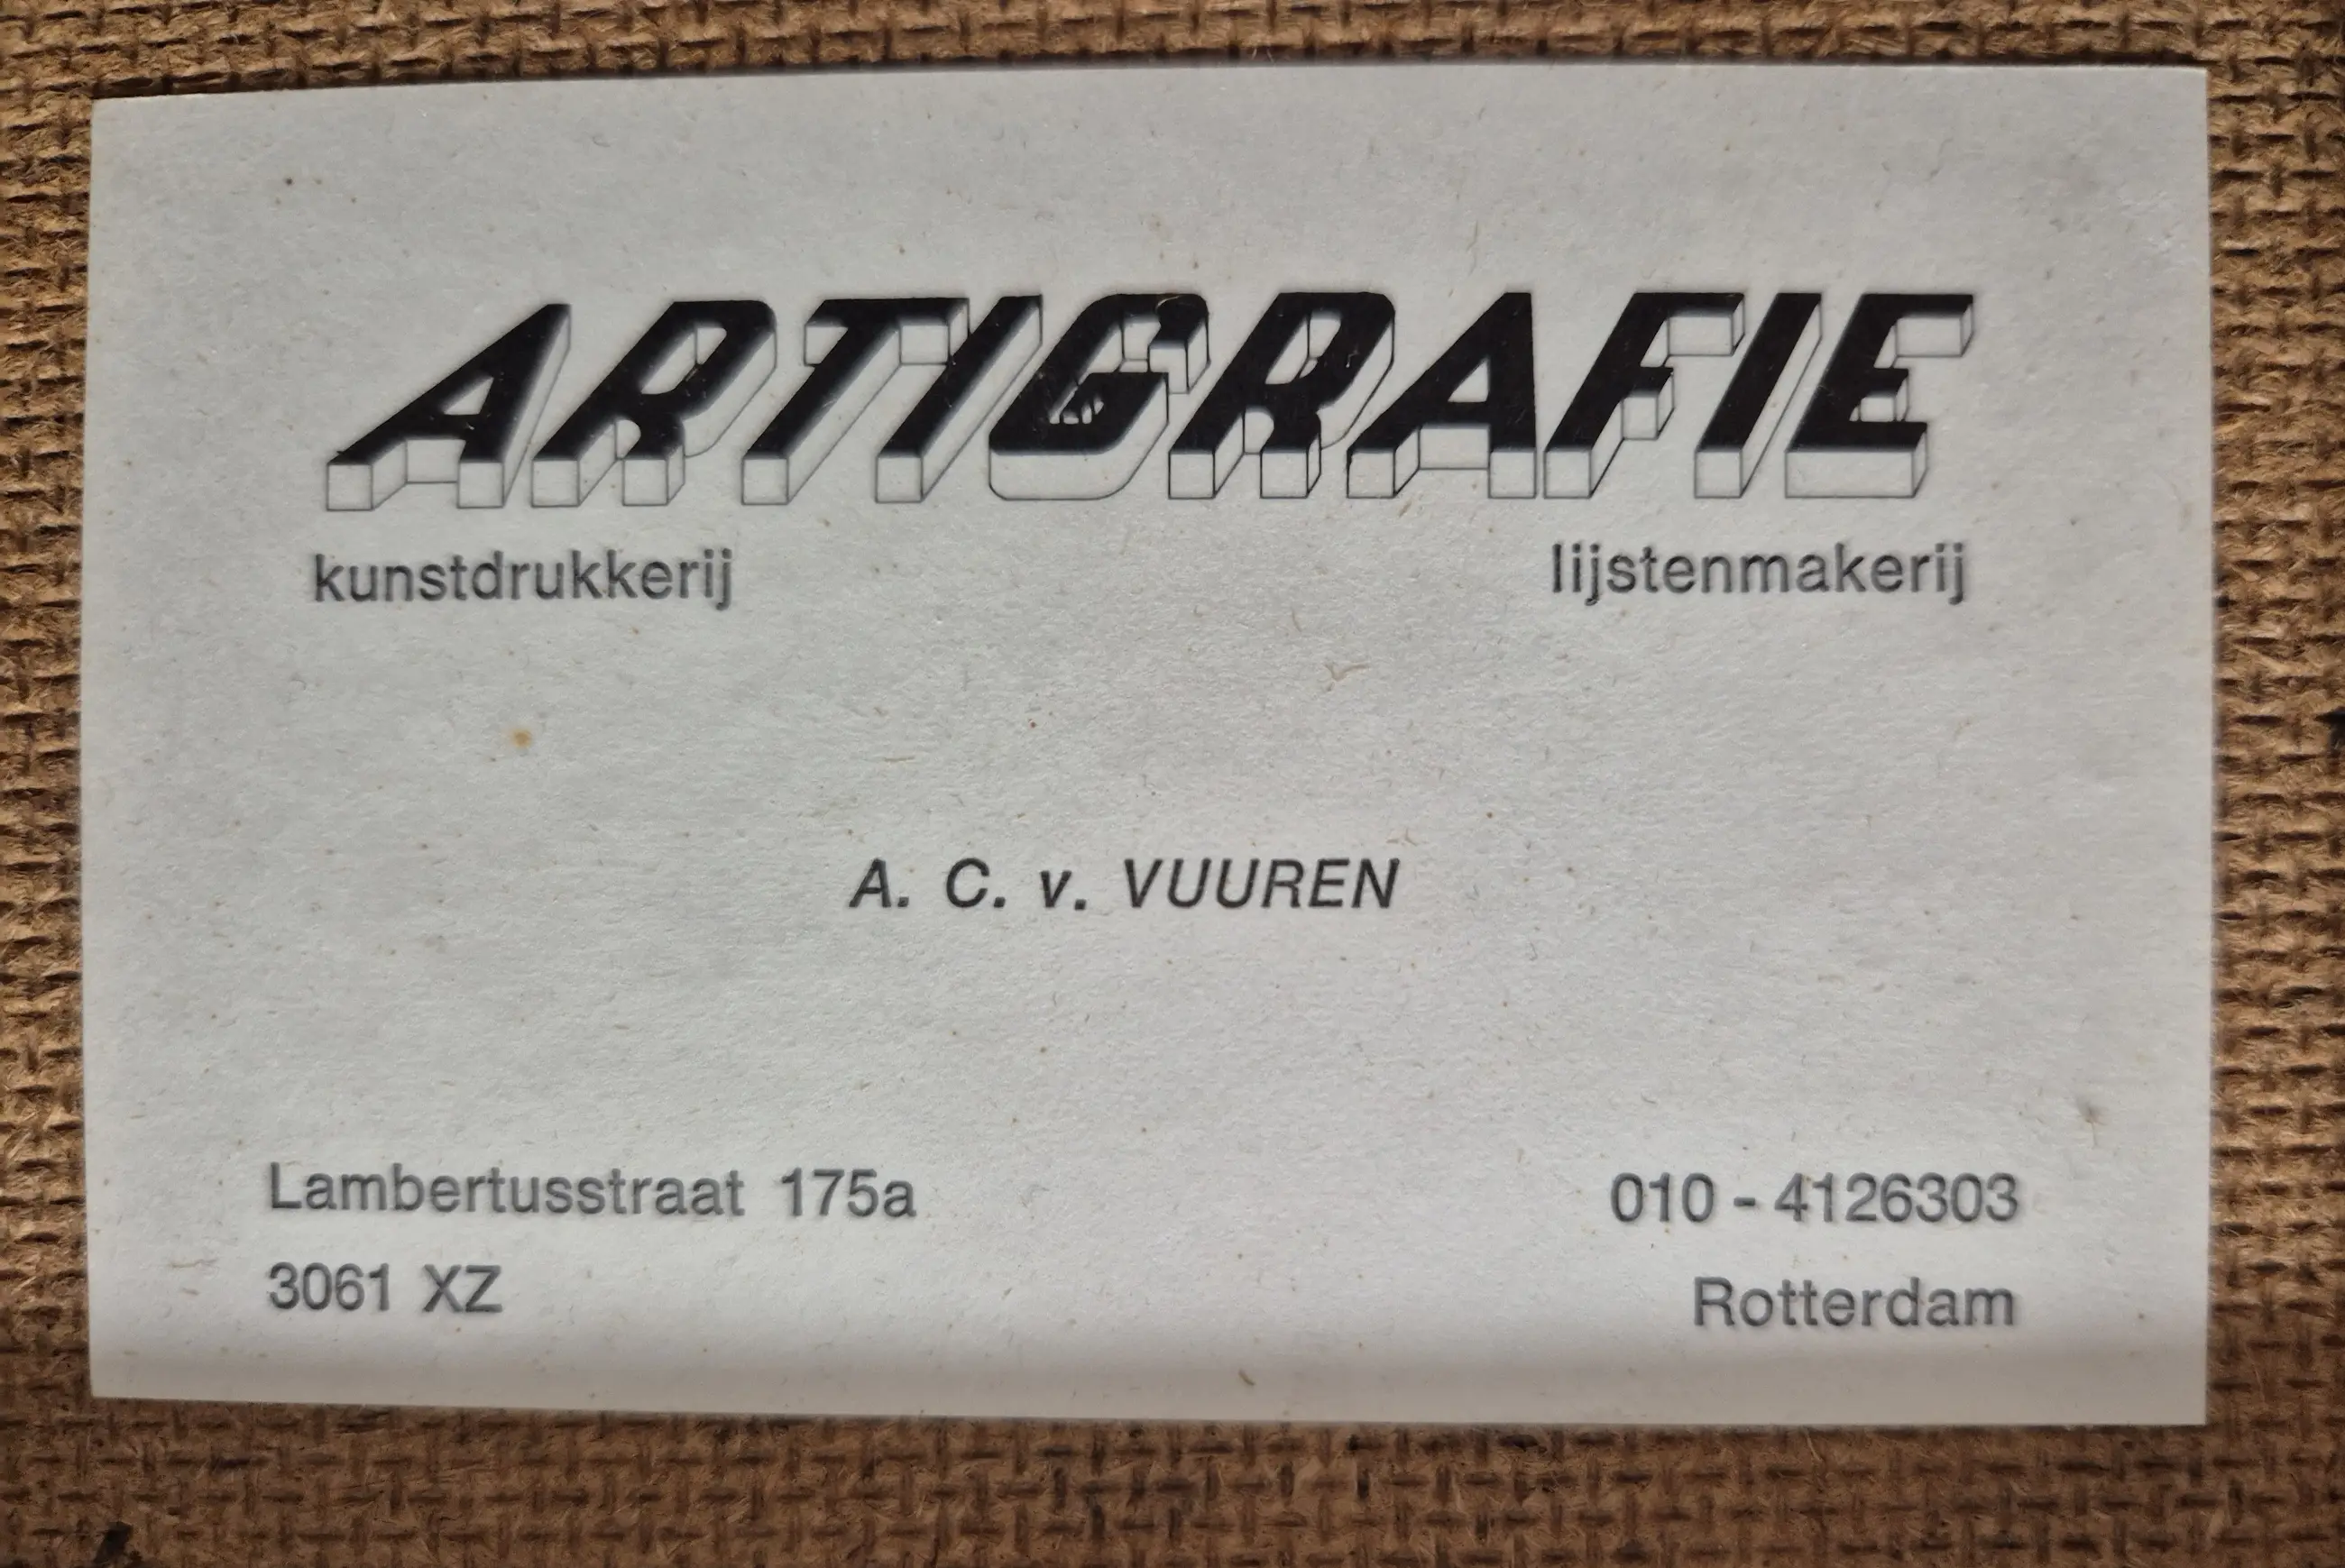 ARTIGRAFIE
kunstdrukkerij lijstenmakerij
A. C. v. VUUREN
Lambertusstraat 175a 010 - 4126303
3061 XZ Rotterdam